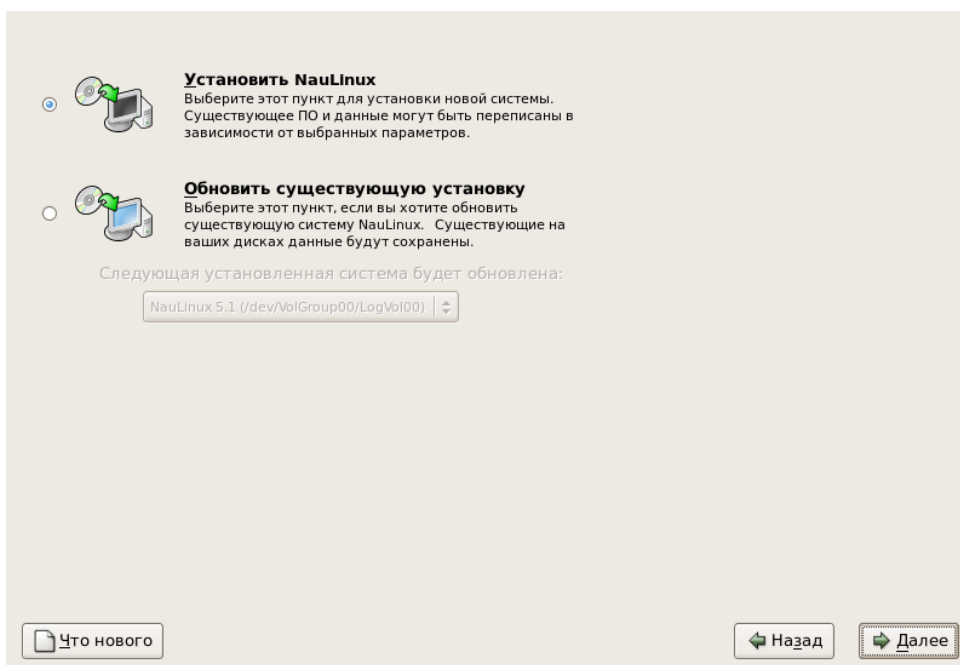 Установить NauLinux
Выберите этот пункт для установки новой системы.
Существующее ПО и данные могут быть переписаны в
зависимости от выбранных параметров.
Обновить существующую установку
Выберите этот пункт, если вы хотите обновить
существующую систему NauLinux. Существующие на
ваших дисках данные будут сохранены.
Следующая установленная система будет обновлена:
NauLinux 5.1 (/dev/VolGroup00/LogVol00)
Что нового
Назад
Далее